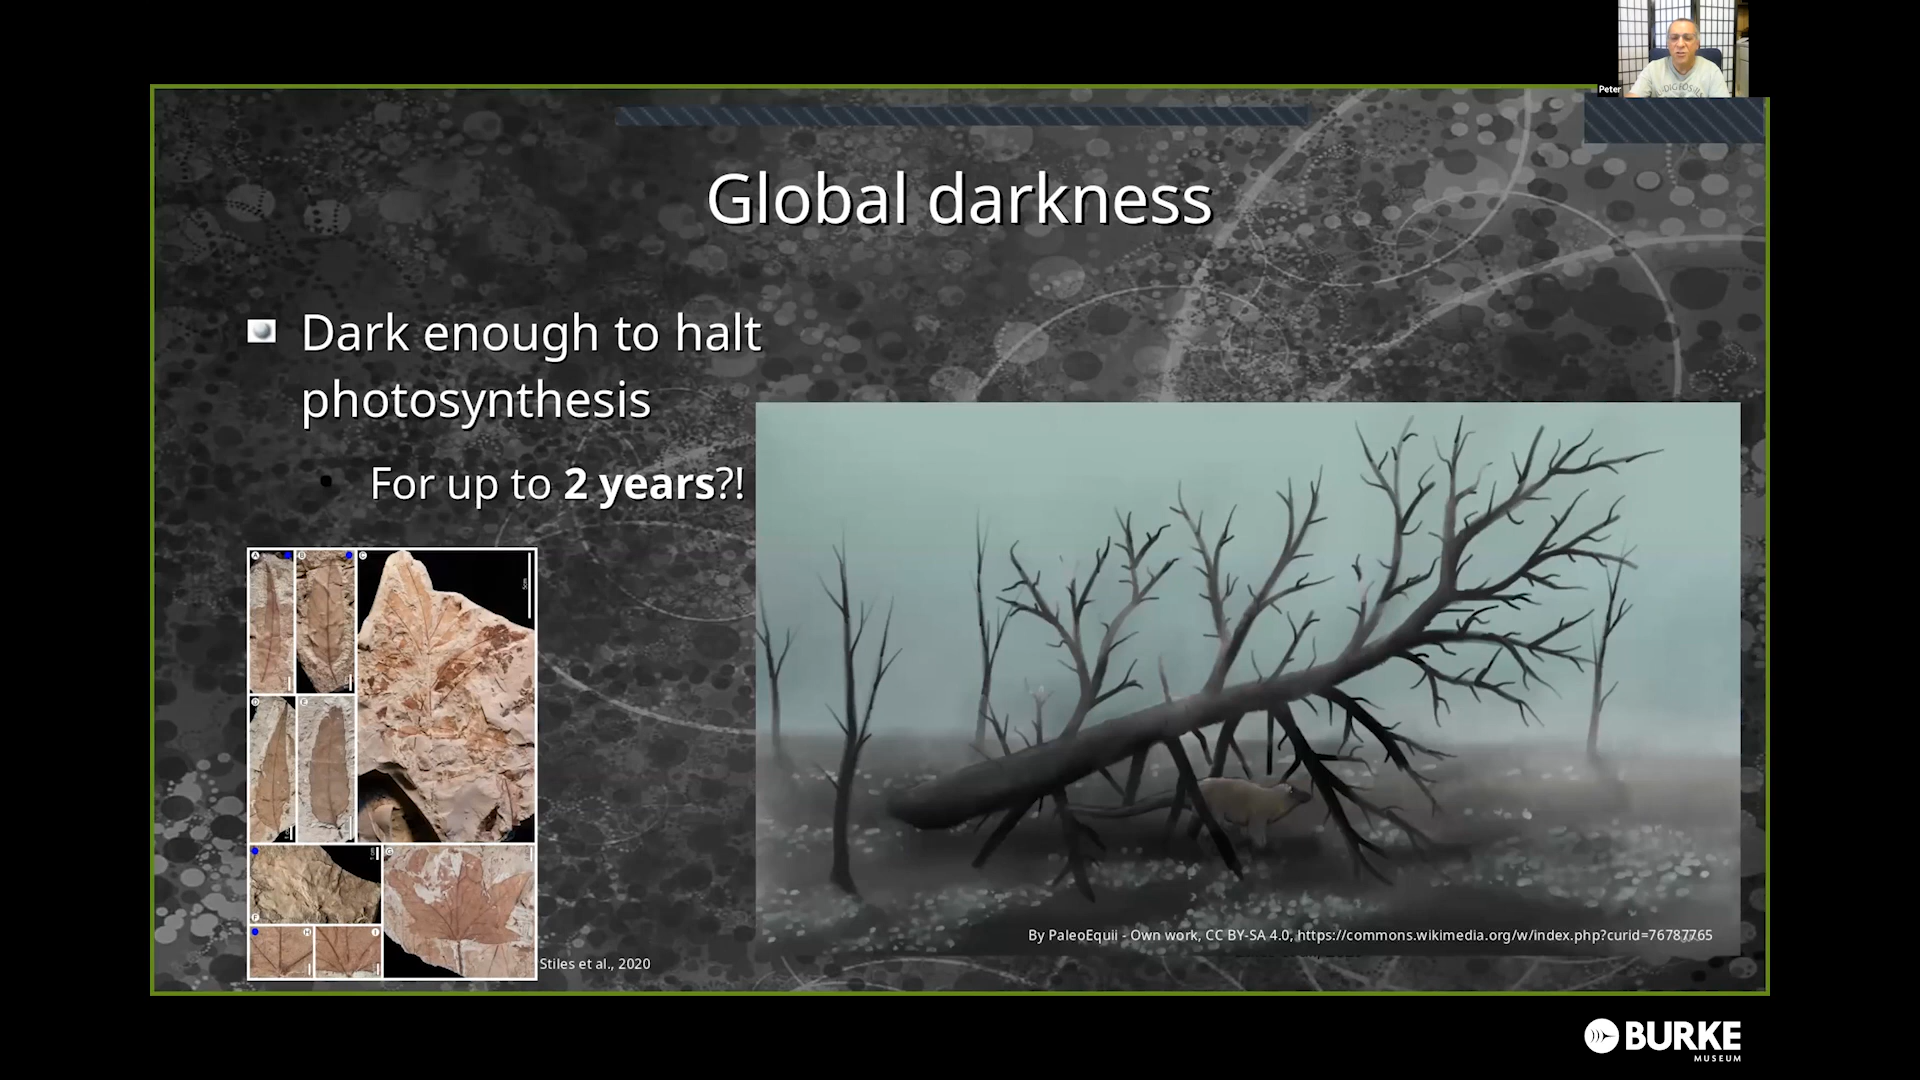 Peter
Global darkness
Dark enough to halt
photosynthesis
For up to 2 years?!
A
B
C
5cm
D
E
F
G
H
I
Stiles et al., 2020
By PaleoEquii - Own work, CC BY-SA 4.0, https://commons.wikimedia.org/w/index.php?curid=76787765
BURKE
MUSEUM